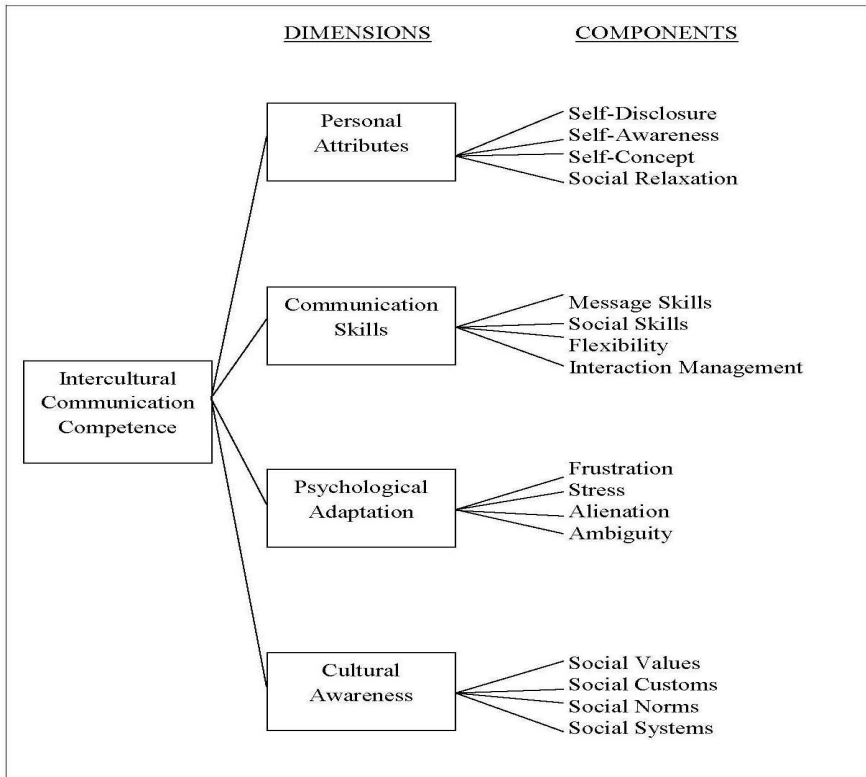 DIMENSIONS
COMPONENTS
Personal
Attributes
Self-Disclosure
Self-Awareness
Self-Concept
Social Relaxation
Communication
Skills
Message Skills
Social Skills
Flexibility
Interaction Management
Intercultural
Communication
Competence
Psychological
Adaptation
Frustration
Stress
Alienation
Ambiguity
Cultural
Awareness
Social Values
Social Customs
Social Norms
Social Systems